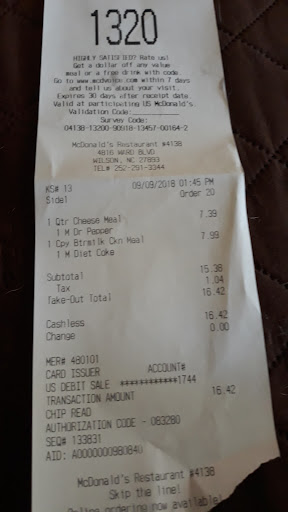 1320
HIGHLY SATISFIED? Rate us!
Get a dollar off any value
meal or a free drink with code.
Go to www.mcdvoice.com within 7 days
and tell us about your visit.
Expires 30 days after receipt date.
Valid at participating US McDonald's.
Validation Code:
Survey Code:
04138-13200-90918-13457-00164-2
McDonald's Restaurant #4138
4816 WARD BLVD
WILSON, NC 27893
TEL# 252-291-3344
KS# 13 09/09/2018 01:45 PM
Side1 Order 20
1 Qtr Cheese Meal 7.39
1 M Dr Pepper
1 Cpy Btrmilk Ckn Meal 7.99
1 M Diet Coke
Subtotal 15.38
Tax 1.04
Take-Out Total 16.42
Cashless 16.42
Change 0.00
MER# 480101
CARD ISSUER ACCOUNT#
US DEBIT SALE ************1744
TRANSACTION AMOUNT 16.42
CHIP READ
AUTHORIZATION CODE - 083280
SEQ# 133831
AID: A0000000980840
McDonald's Restaurant #4138
Skip the line!
Online ordering now available!